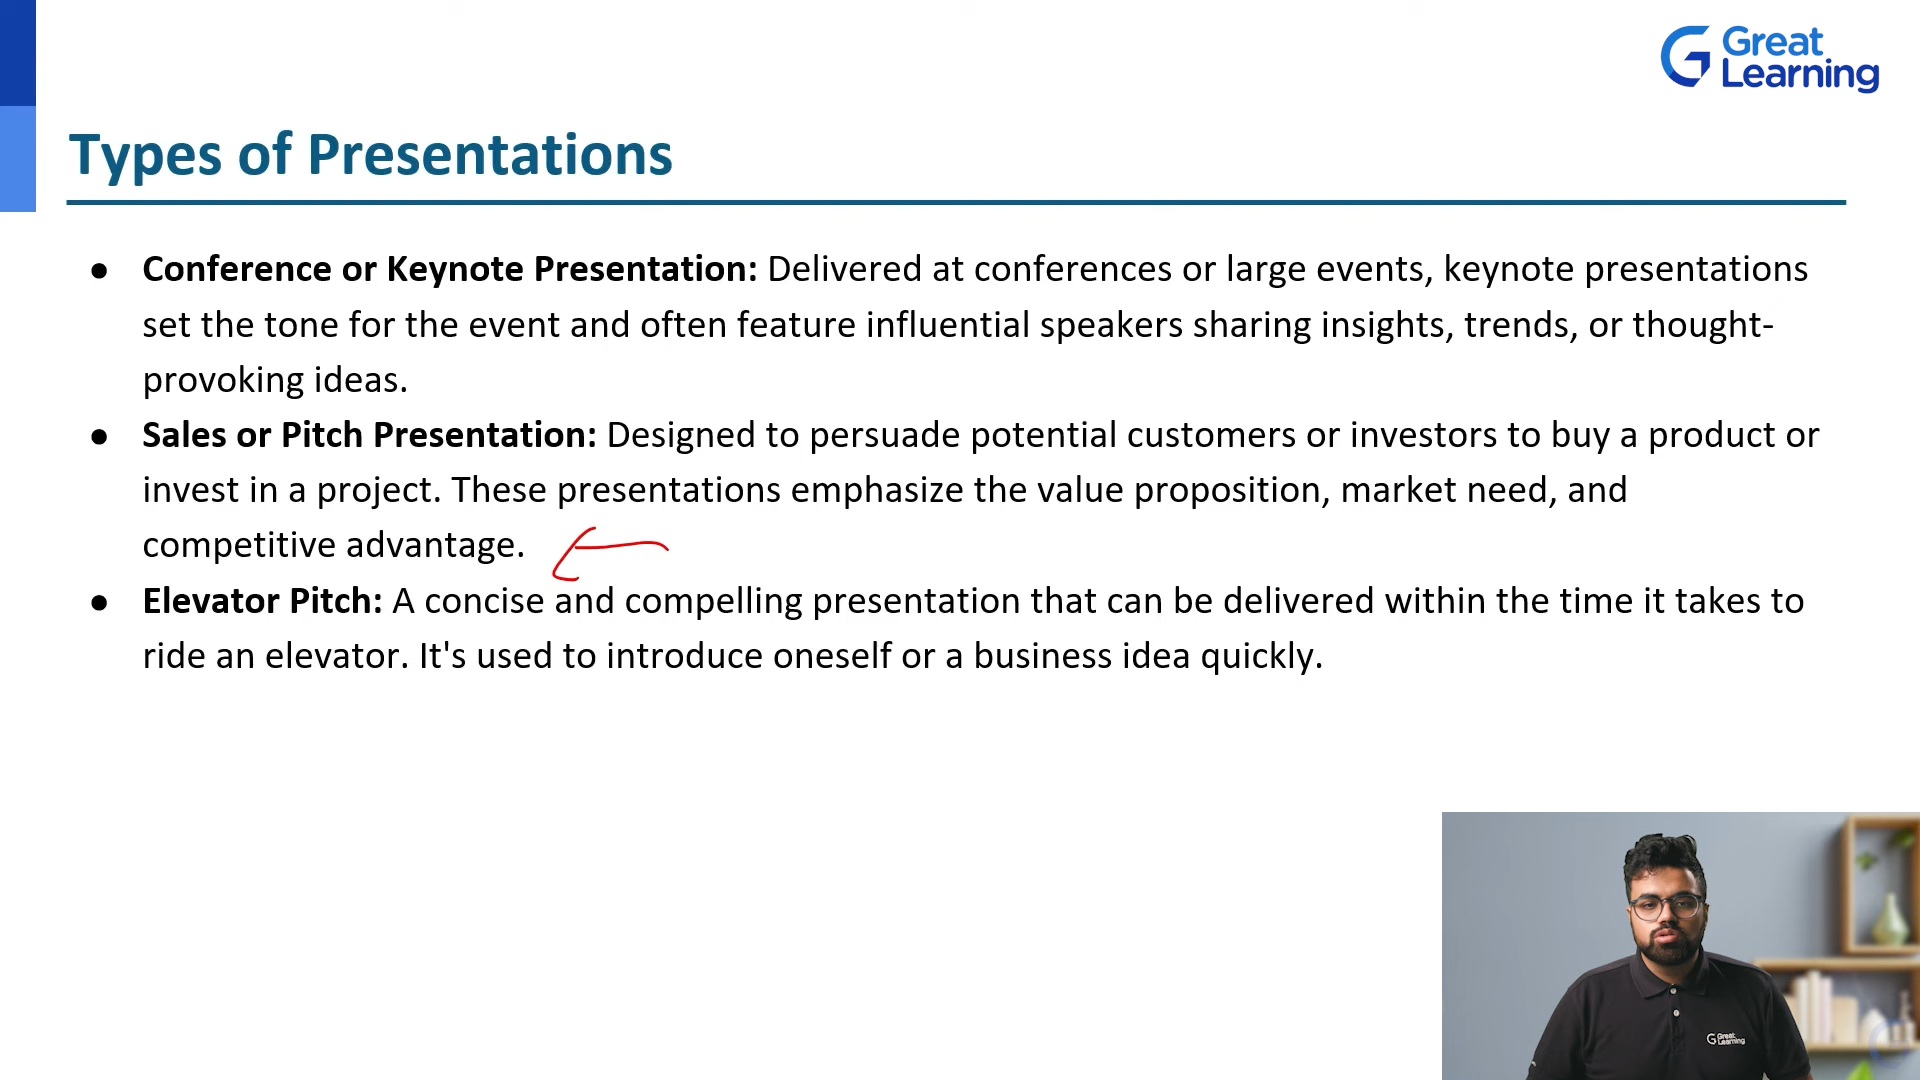 Great
Learning
Types of Presentations
● Conference or Keynote Presentation: Delivered at conferences or large events, keynote presentations
set the tone for the event and often feature influential speakers sharing insights, trends, or thought-
provoking ideas.
● Sales or Pitch Presentation: Designed to persuade potential customers or investors to buy a product or
invest in a project. These presentations emphasize the value proposition, market need, and
competitive advantage.
● Elevator Pitch: A concise and compelling presentation that can be delivered within the time it takes to
ride an elevator. It's used to introduce oneself or a business idea quickly.
Great
Learning